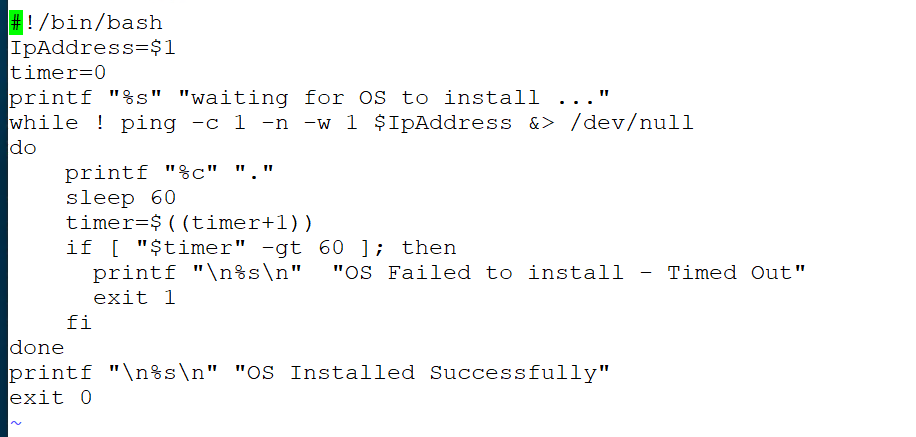 #!/bin/bash
IpAddress=$1
timer=0
printf "%s" "waiting for OS to install ..."
while ! ping -c 1 -n -w 1 $IpAddress &> /dev/null
do
    printf "%c" "."
    sleep 60
    timer=$((timer+1))
    if [ "$timer" -gt 60 ]; then
      printf "\n%s\n"  "OS Failed to install - Timed Out"
      exit 1
    fi
done
printf "\n%s\n" "OS Installed Successfully"
exit 0
~